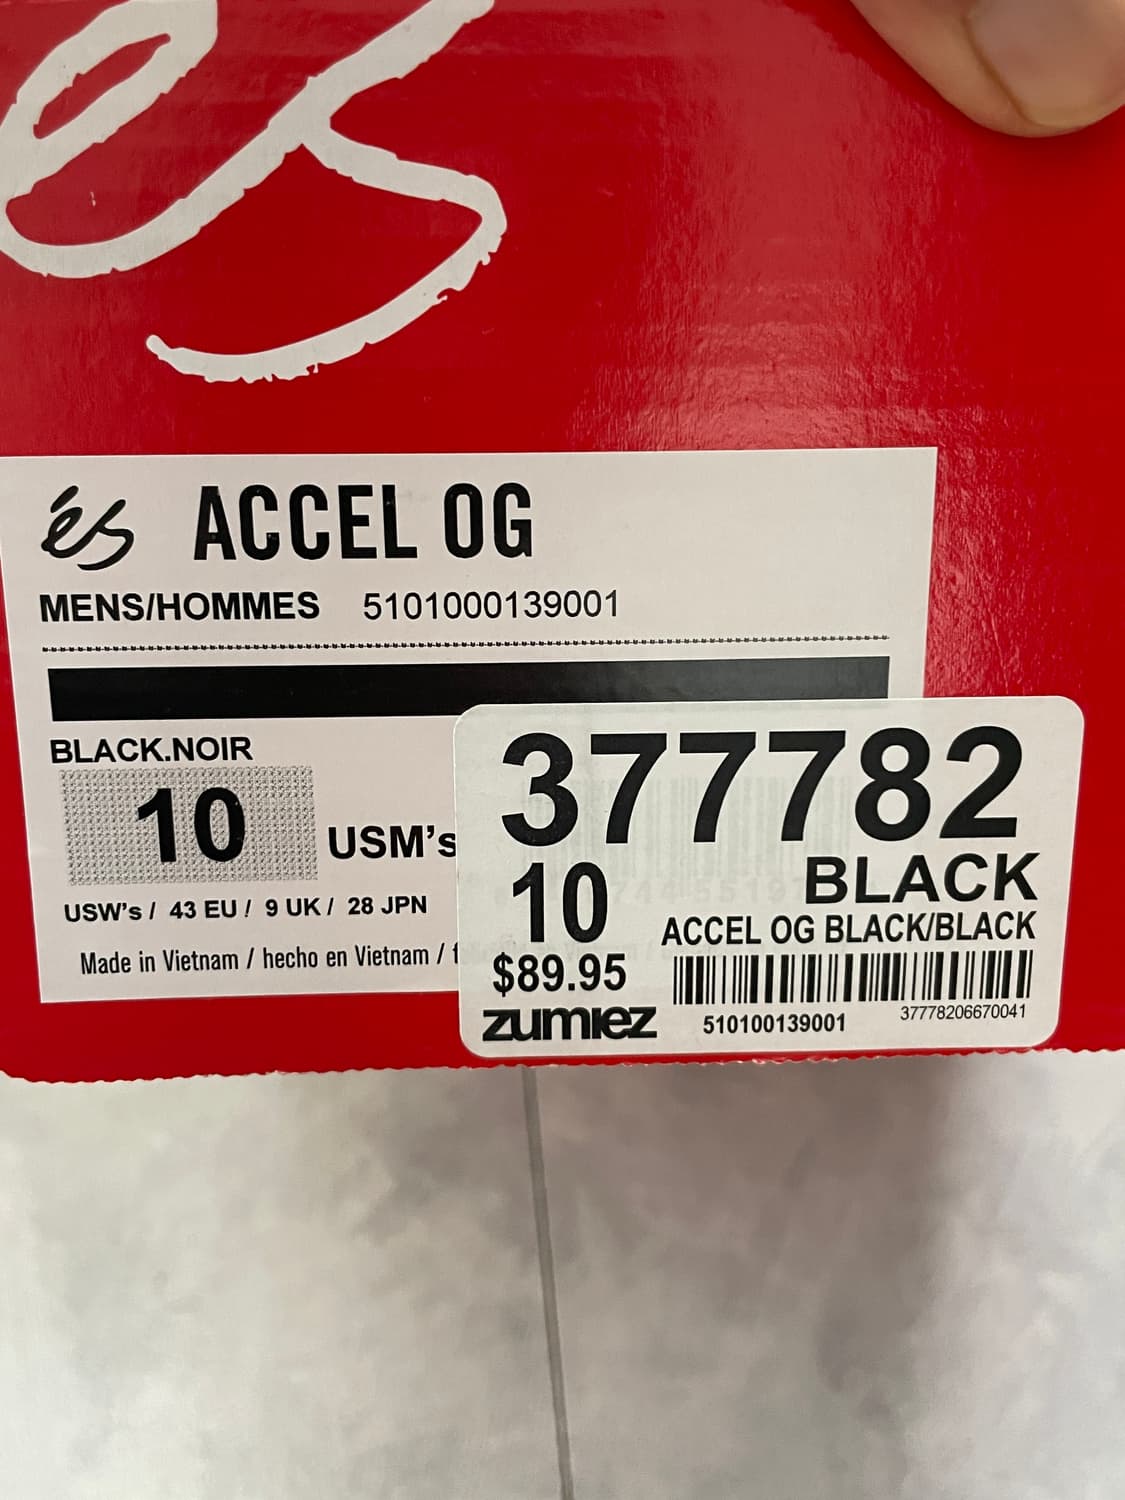 és
és ACCEL OG
MENS/HOMMES 5101000139001
BLACK.NOIR
10 USM's
USW's / 43 EU / 9 UK / 28 JPN
Made in Vietnam / hecho en Vietnam /
377782
10 BLACK
ACCEL OG BLACK/BLACK
$89.95
zumiez
510100139001
37778206670041